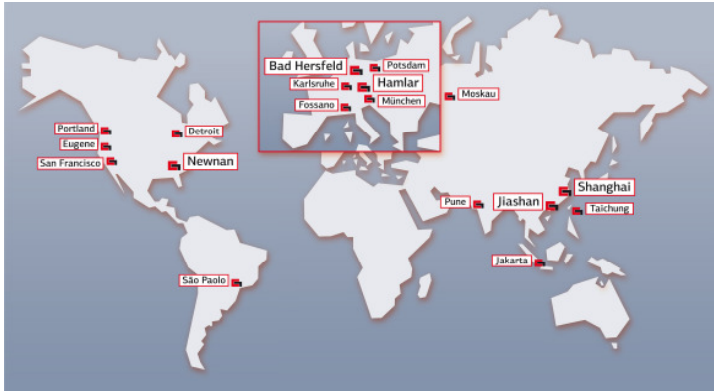 Bad Hersfeld
Potsdam
Karlsruhe
Hamlar
Fossano
München
Moskau
Portland
Detroit
Eugene
San Francisco
Newnan
Pune
Jiashan
Shanghai
Taichung
Jakarta
São Paolo